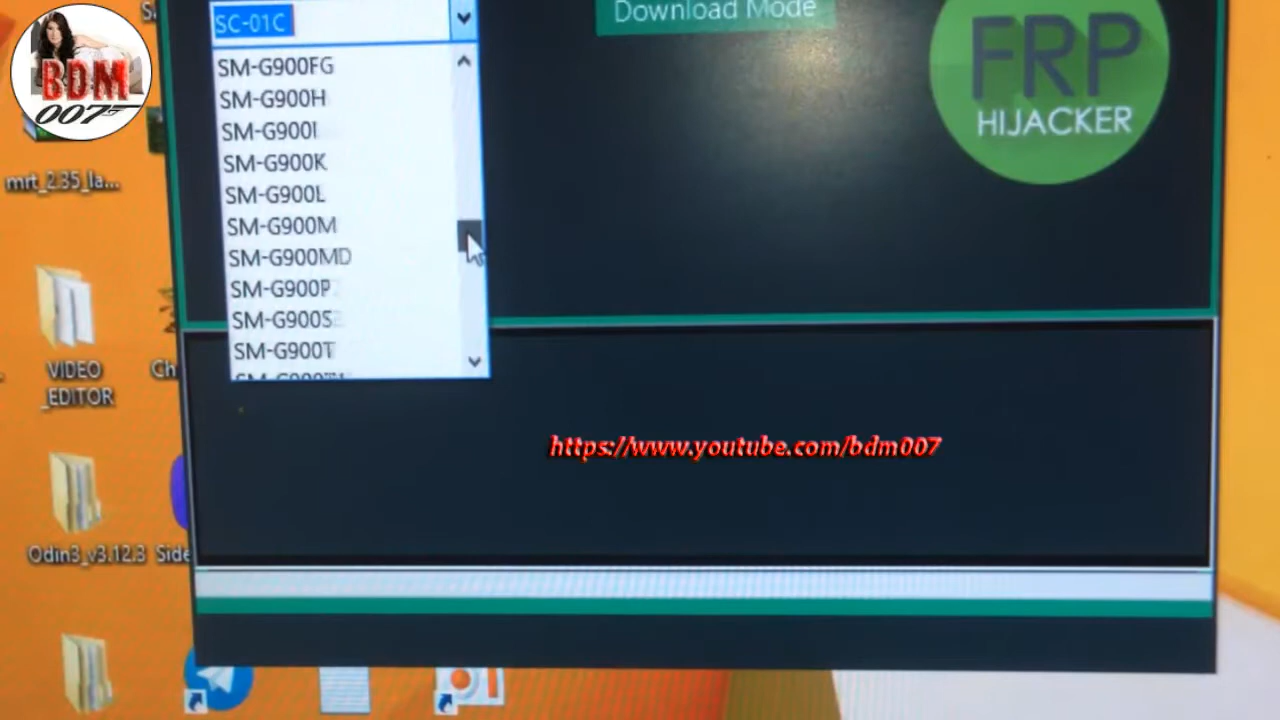 SC-01C
Download Mode
SM-G900FG
SM-G900H
SM-G900I
SM-G900K
SM-G900L
SM-G900M
SM-G900MD
SM-G900P
SM-G900S
SM-G900T
FRP
HIJACKER
BDM
007
mrt_2.35_la...
VIDEO
_EDITOR
Ch
Odin3_v3.12.3
Side
https://www.youtube.com/bdm007